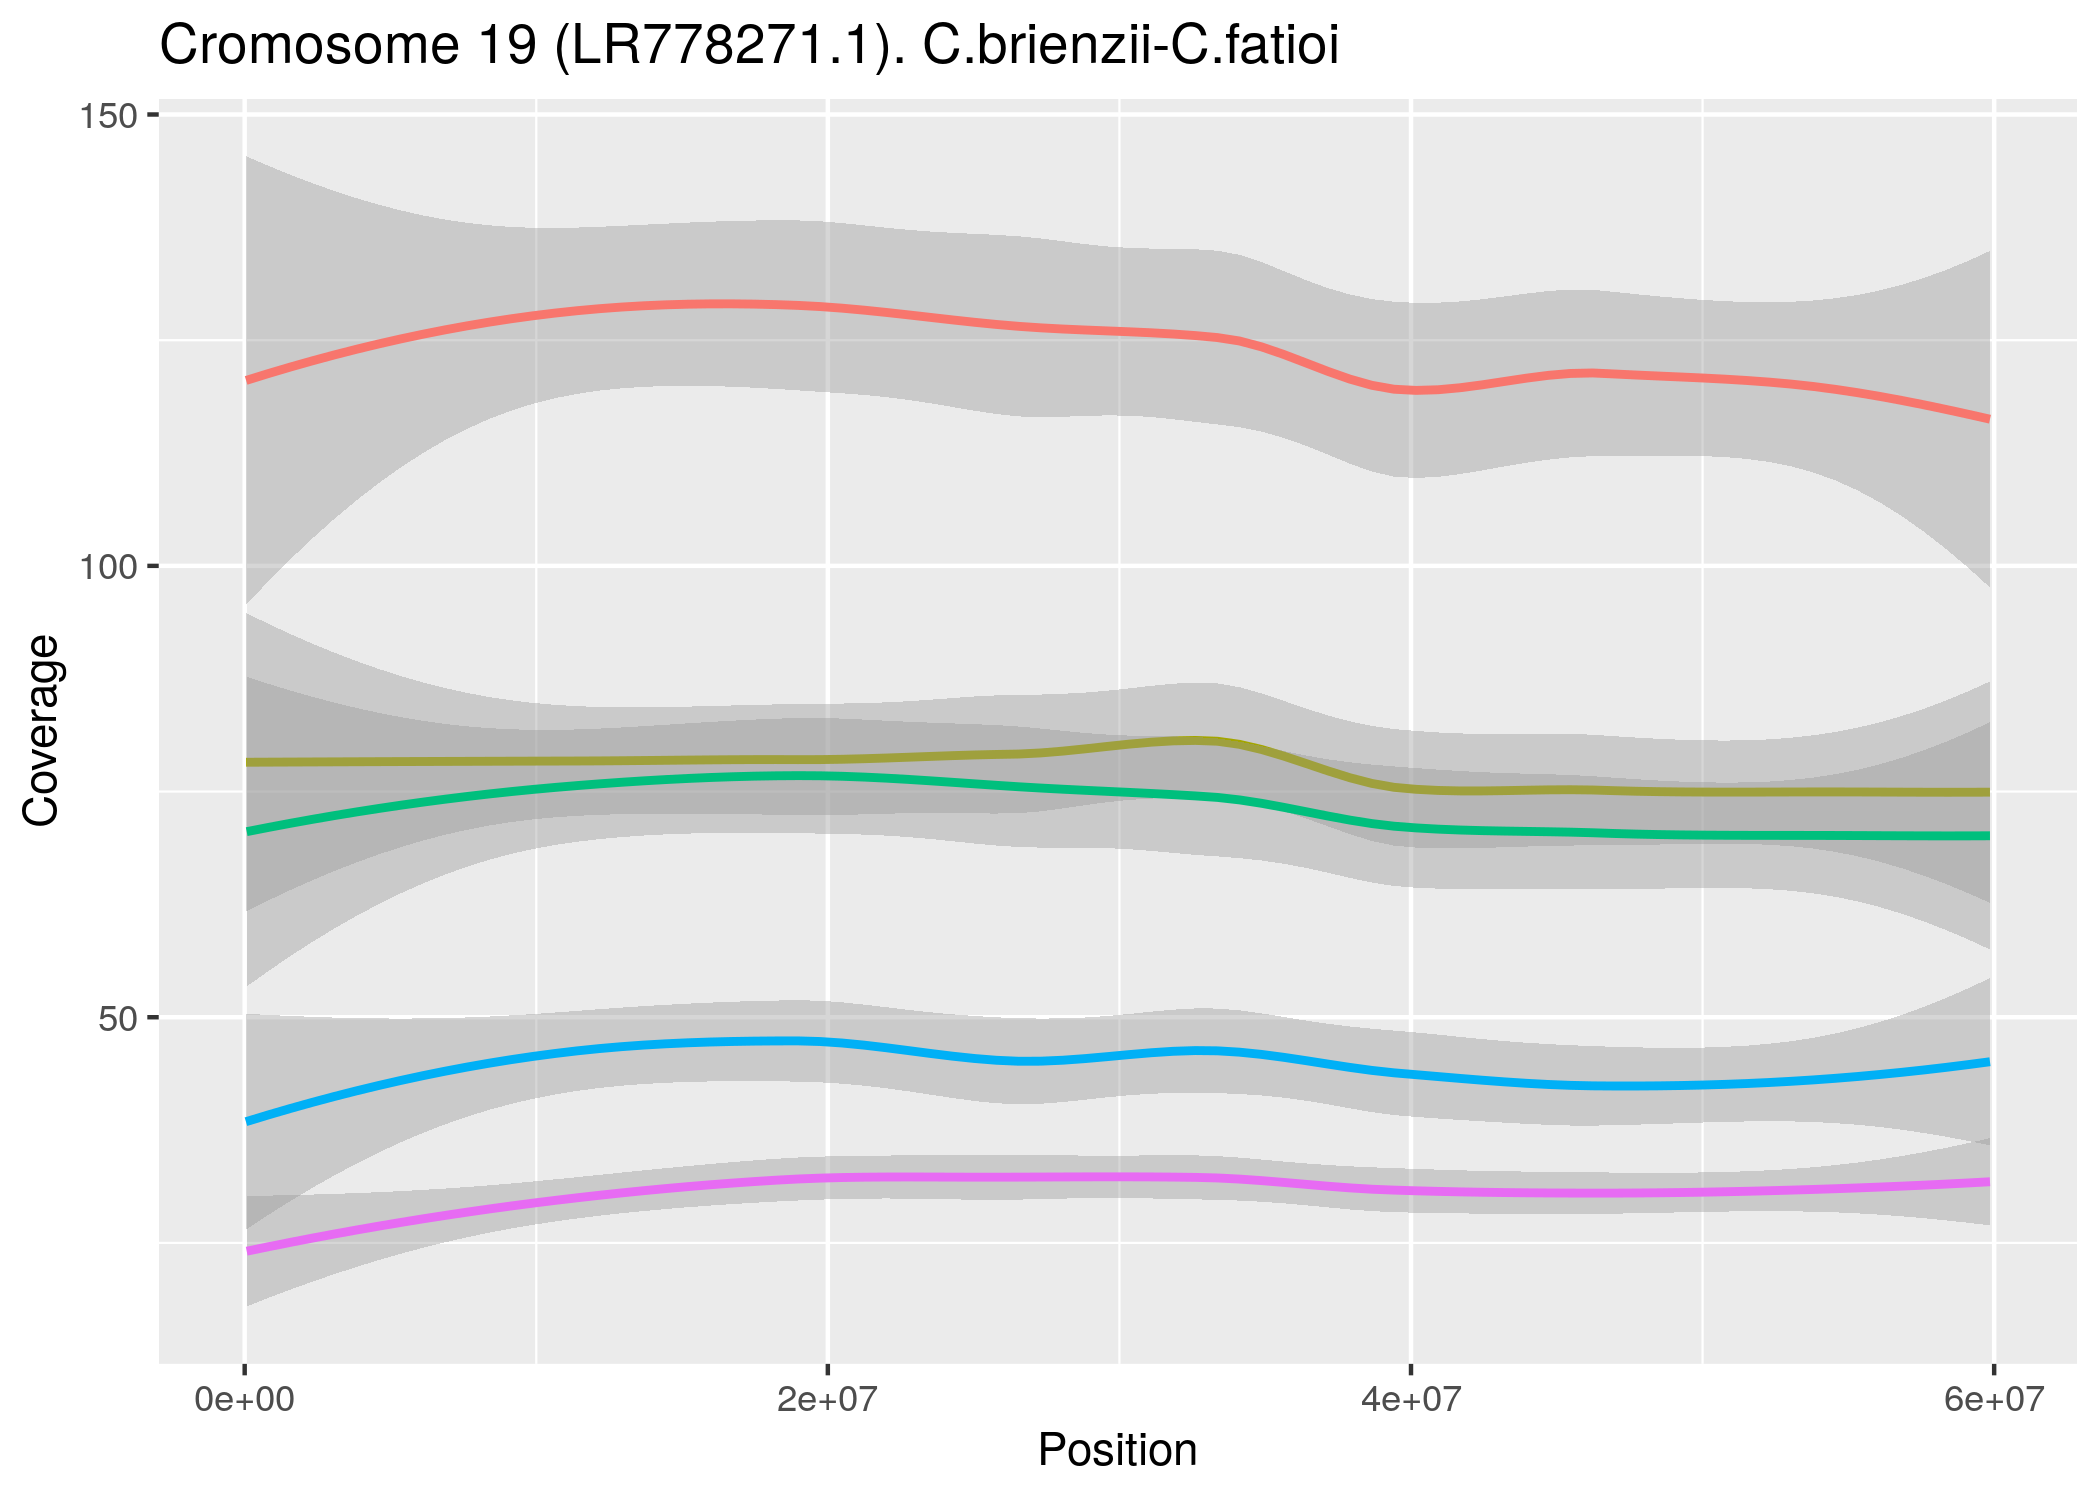 Cromosome 19 (LR778271.1). C.brienzii-C.fatioi
150
100
50
Coverage
0e+00 2e+07 4e+07 6e+07
Position